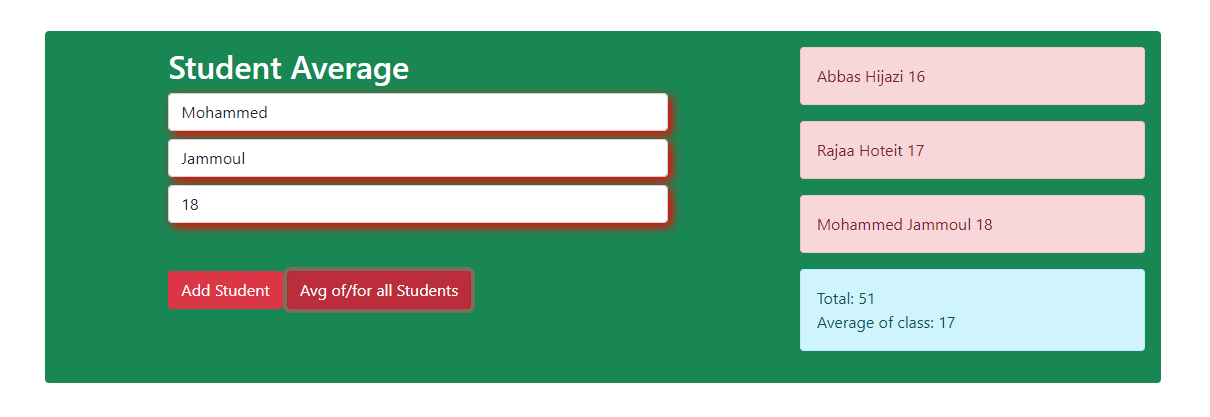 Student Average
Mohammed
Jammoul
18
Add Student
Avg of/for all Students
Abbas Hijazi 16
Rajaa Hoteit 17
Mohammed Jammoul 18
Total: 51
Average of class: 17